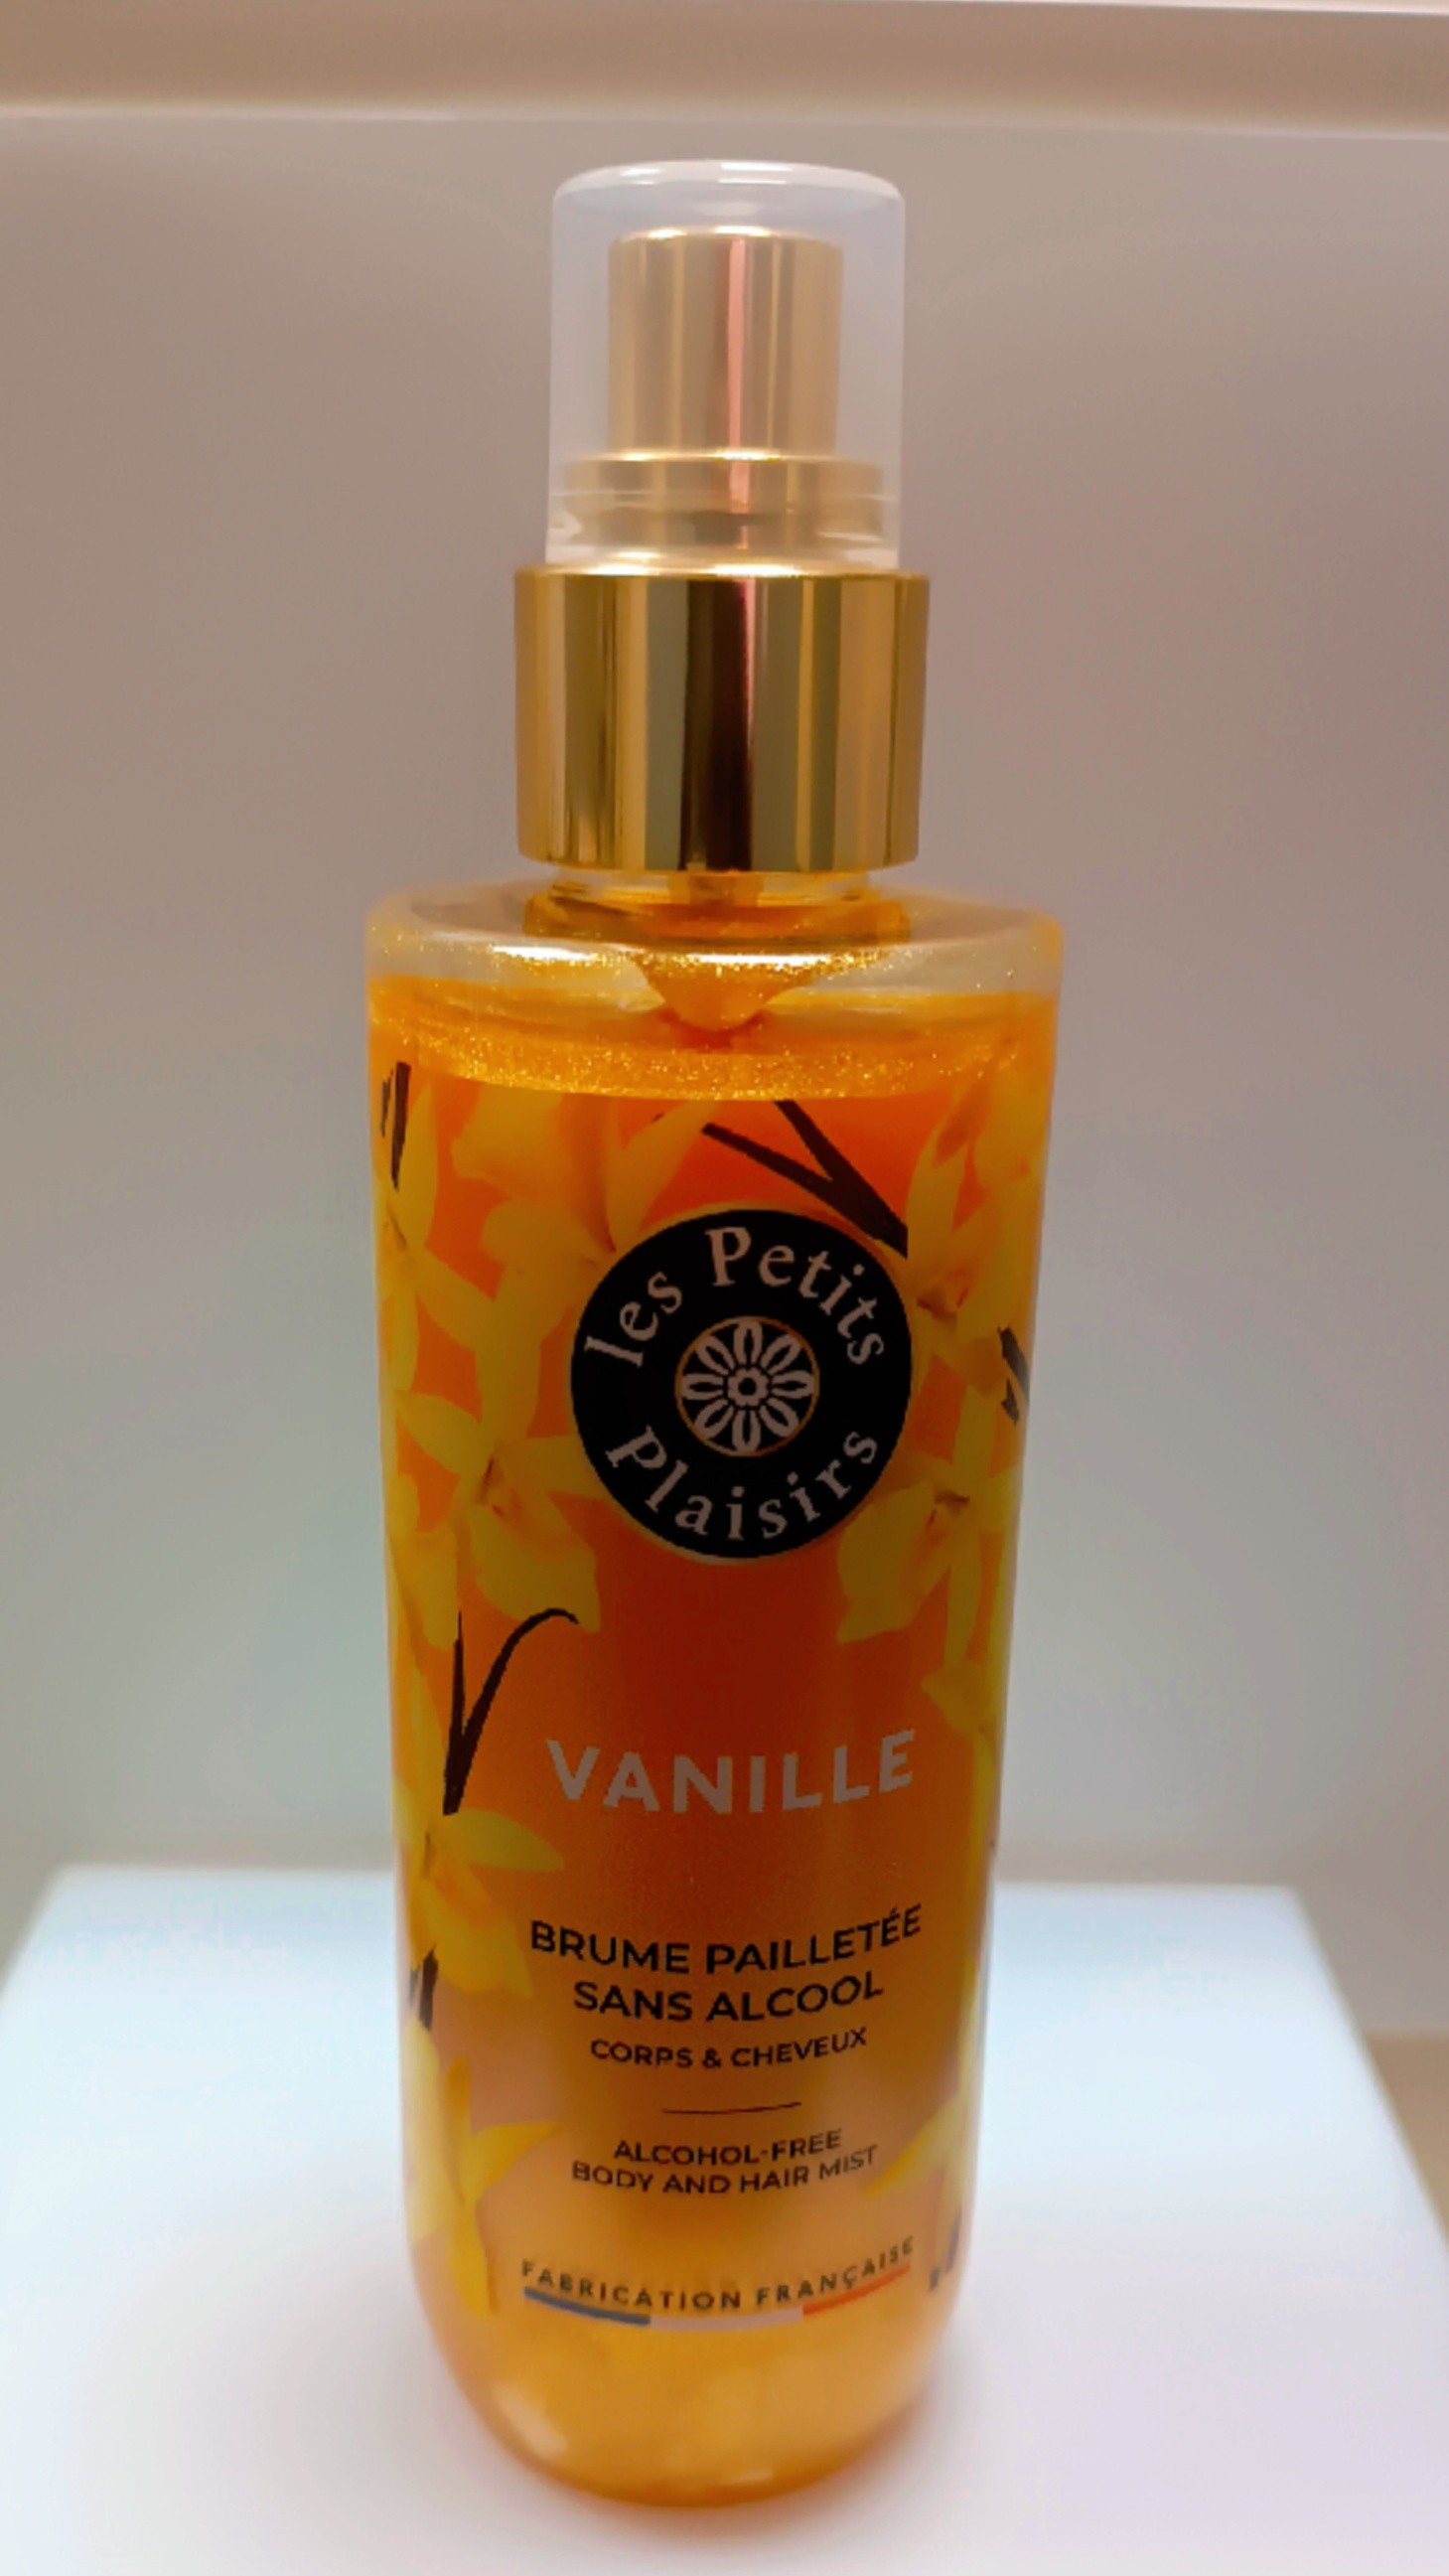 les Petits
Plaisirs
VANILLE
BRUME PAILLETÉE
SANS ALCOOL
CORPS & CHEVEUX
ALCOHOL-FREE
BODY AND HAIR MIST
FABRICATION FRANÇAISE